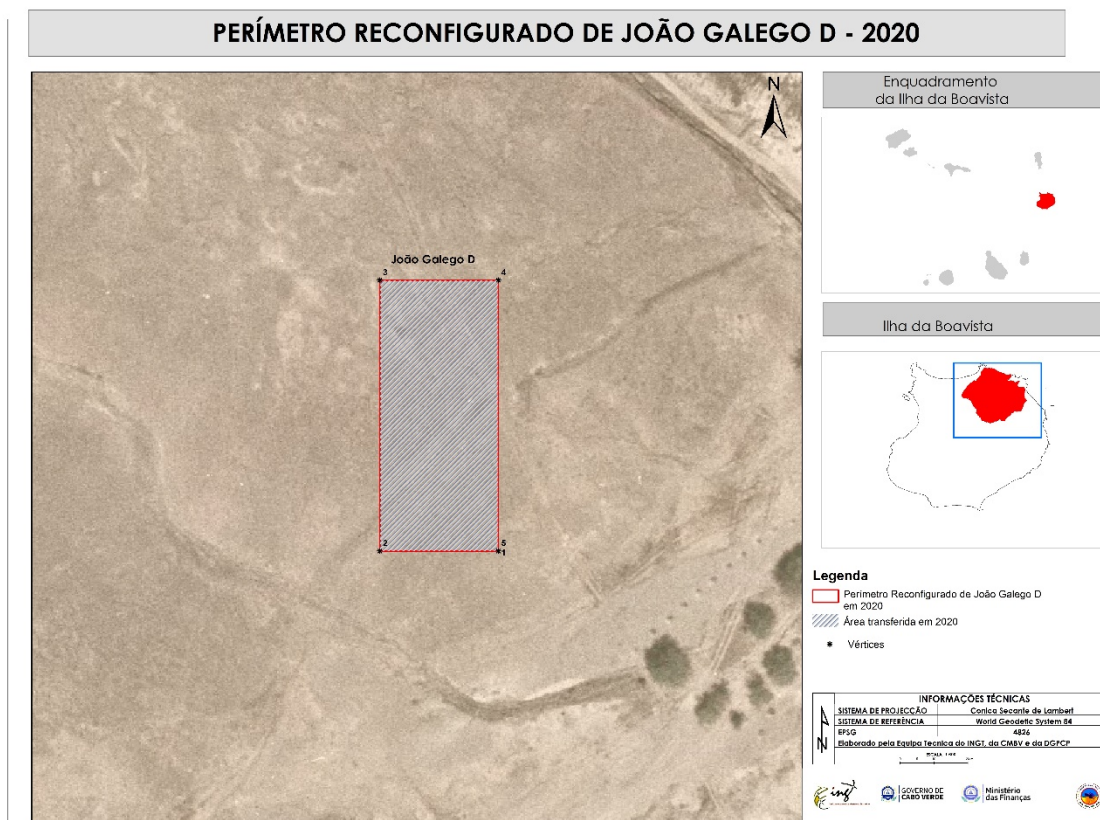 PERÍMETRO RECONFIGURADO DE JOÃO GALEGO D - 2020
N
João Galego D
3
4
2
5
1
Enquadramento
da Ilha da Boavista
Ilha da Boavista
Legenda
Perímetro Reconfigurado de João Galego D
em 2020
Área transferida em 2020
Vértices
INFORMAÇÕES TÉCNICAS
SISTEMA DE PROJECÇÃO Conica Secante de Lambert
SISTEMA DE REFERÊNCIA World Geodetic System 84
EPSG 4826
Elaborado pela Equipa Tecnica do INGT, da CMBV e da DGPCP
N
ingt
GOVERNO DE
CABO VERDE
Ministério
das Finanças